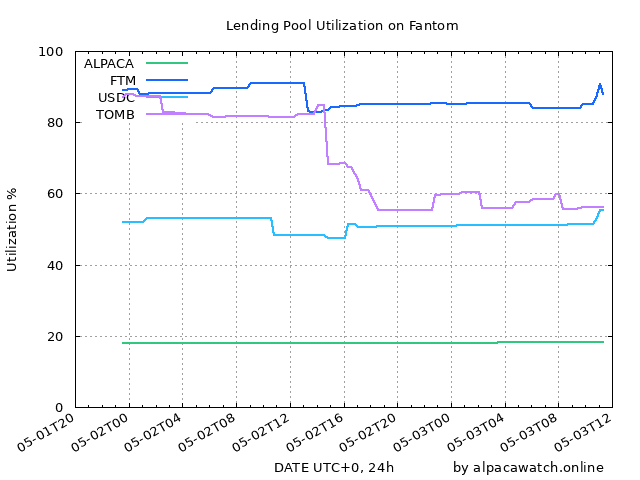 Lending Pool Utilization on Fantom
100
80
60
40
20
0
Utilization %
ALPACA
FTM
USDC
TOMB
05-01T20
05-02T00
05-02T04
05-02T08
05-02T12
05-02T16
05-02T20
05-03T00
05-03T04
05-03T08
05-03T12
DATE UTC+0, 24h
by alpacawatch.online